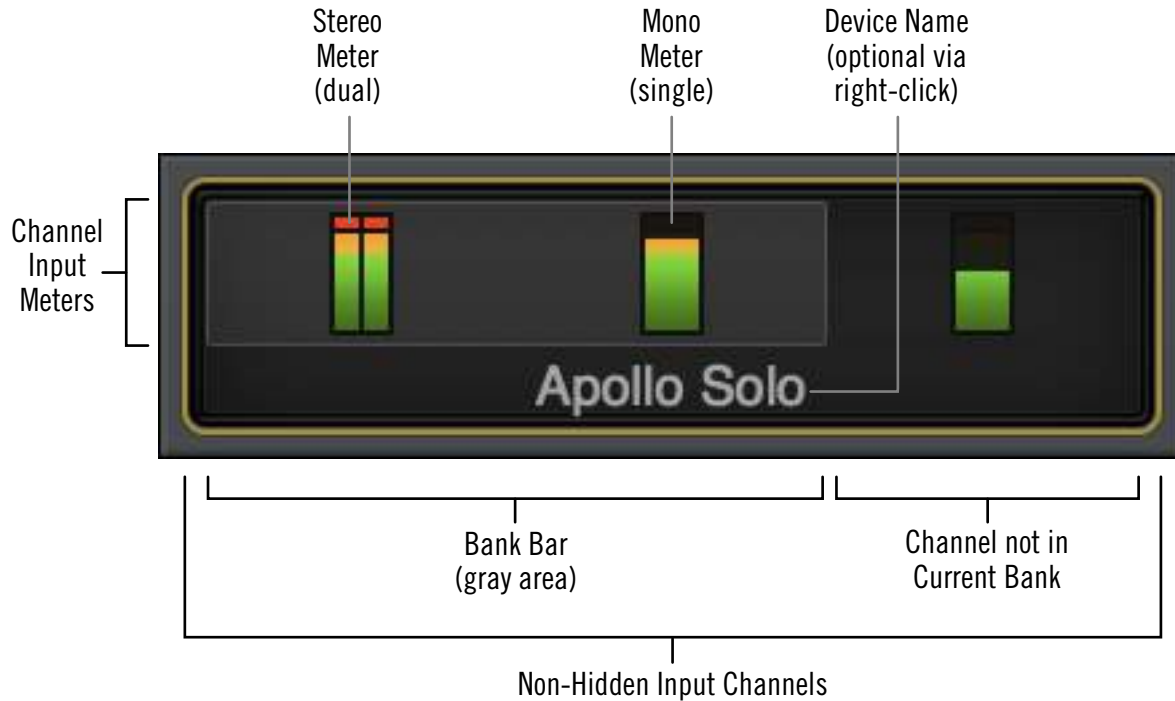 Stereo
Meter
(dual)
Mono
Meter
(single)
Device Name
(optional via
right-click)
Channel
Input
Meters
Apollo Solo
Bank Bar
(gray area)
Channel not in
Current Bank
Non-Hidden Input Channels